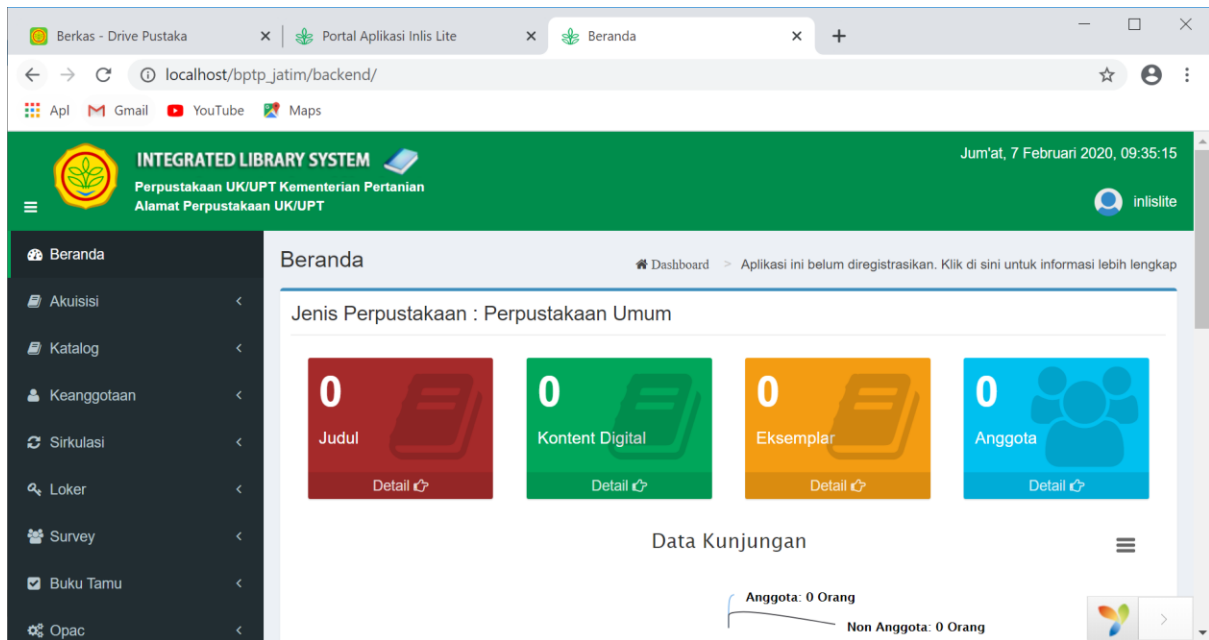 Berkas - Drive Pustaka
Portal Aplikasi Inlis Lite
Beranda
localhost/bptp_jatim/backend/
Apl Gmail YouTube Maps
INTEGRATED LIBRARY SYSTEM
Perpustakaan UK/UPT Kementerian Pertanian
Alamat Perpustakaan UK/UPT
Jum'at, 7 Februari 2020, 09:35:15
inlislite
Beranda
Akuisisi
Katalog
Keanggotaan
Sirkulasi
Loker
Survey
Buku Tamu
Opac
Beranda
Dashboard > Aplikasi ini belum diregistrasikan. Klik di sini untuk informasi lebih lengkap
Jenis Perpustakaan : Perpustakaan Umum
0
Judul
Detail
0
Kontent Digital
Detail
0
Eksemplar
Detail
0
Anggota
Detail
Data Kunjungan
Anggota: 0 Orang
Non Anggota: 0 Orang